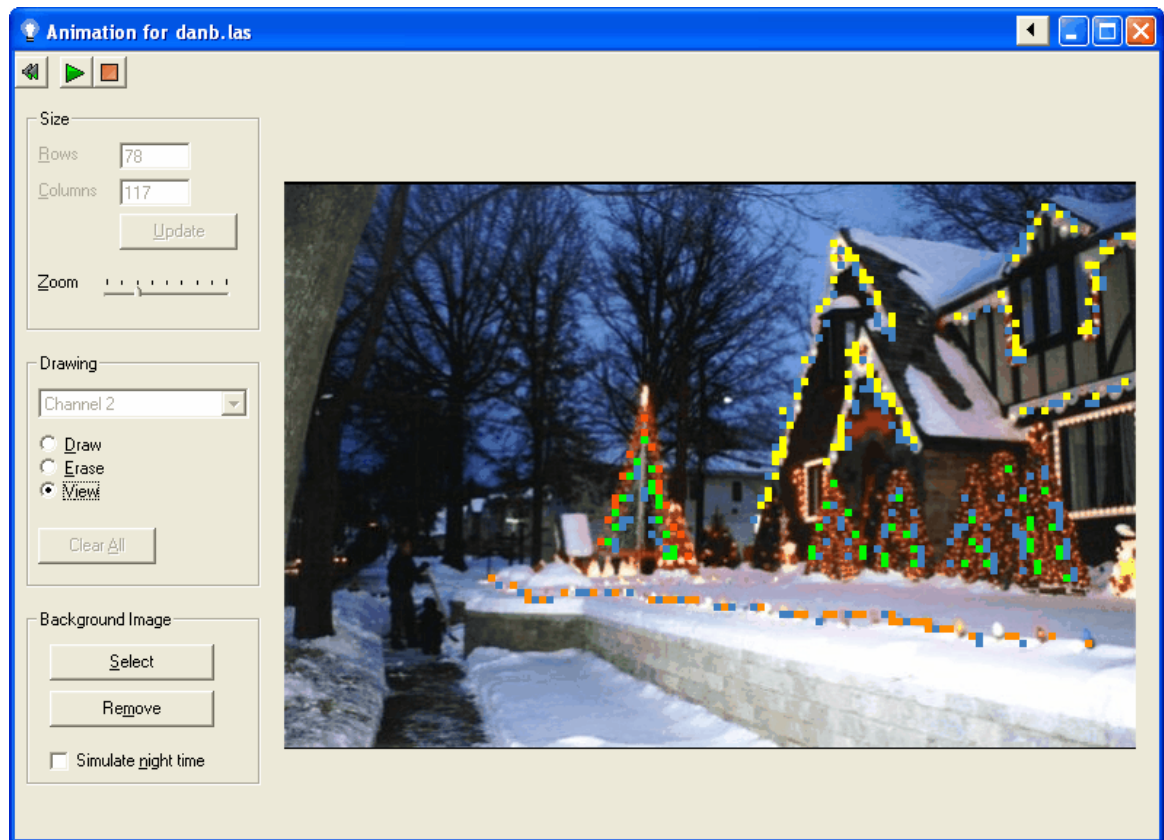 Animation for danb.las
Size
Rows 78
Columns 117
Update
Zoom
Drawing
Channel 2
Draw
Erase
View
Clear All
Background Image
Select
Remove
Simulate night time